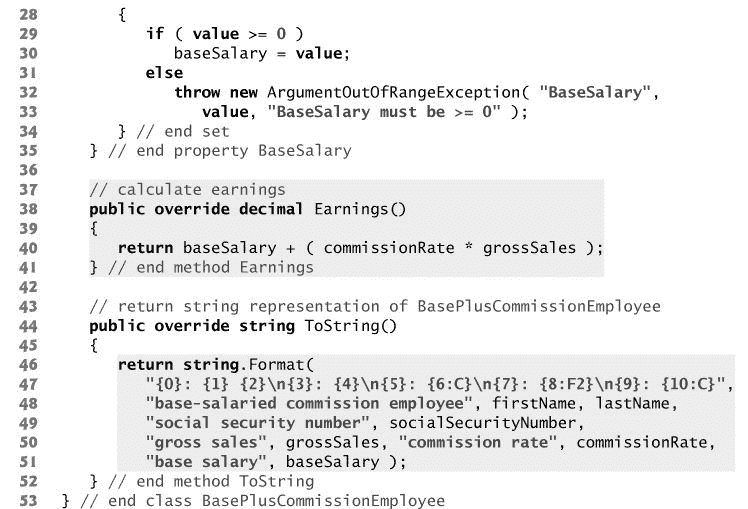 28 {
29 if ( value >= 0 )
30 baseSalary = value;
31 else
32 throw new ArgumentOutOfRangeException( "BaseSalary",
33 value, "BaseSalary must be >= 0" );
34 } // end set
35 } // end property BaseSalary
36
37 // calculate earnings
38 public override decimal Earnings()
39 {
40 return baseSalary + ( commissionRate * grossSales );
41 } // end method Earnings
42
43 // return string representation of BasePlusCommissionEmployee
44 public override string ToString()
45 {
46 return string.Format(
47 "{0}: {1} {2}\n{3}: {4}\n{5}: {6:C}\n{7}: {8:F2}\n{9}: {10:C}",
48 "base-salaried commission employee", firstName, lastName,
49 "social security number", socialSecurityNumber,
50 "gross sales", grossSales, "commission rate", commissionRate,
51 "base salary", baseSalary );
52 } // end method ToString
53 } // end class BasePlusCommissionEmployee